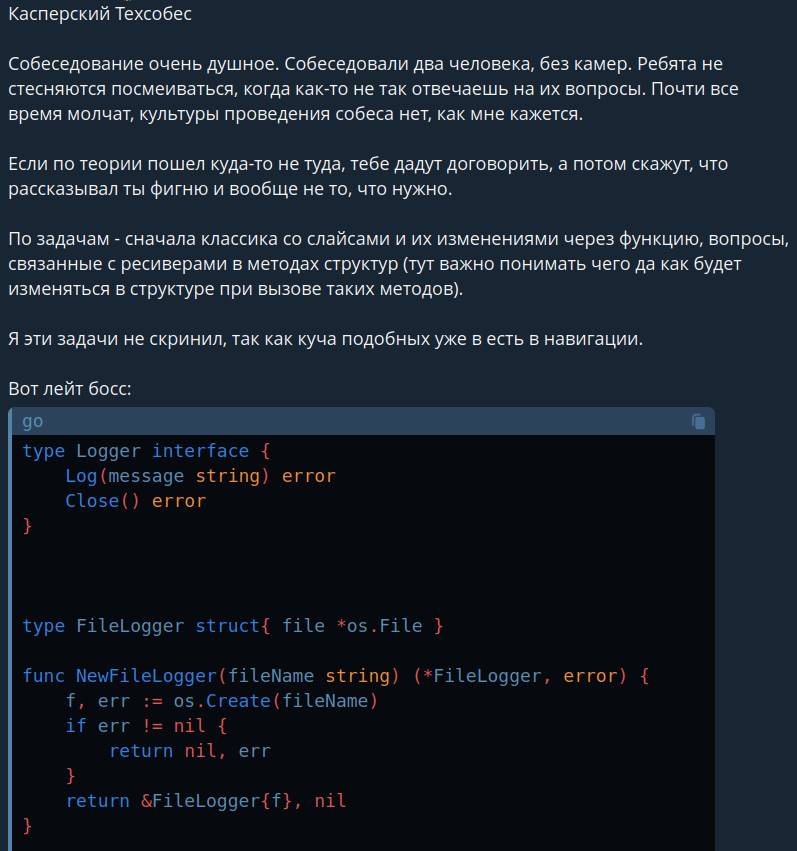 Касперский Техсобес
Собеседование очень душное. Собеседовали два человека, без камер. Ребята не
стесняются посмеиваться, когда как-то не так отвечаешь на их вопросы. Почти все
время молчат, культуры проведения собеса нет, как мне кажется.
Если по теории пошел куда-то не туда, тебе дадут договорить, а потом скажут, что
рассказывал ты фигню и вообще не то, что нужно.
По задачам - сначала классика со слайсами и их изменениями через функцию, вопросы,
связанные с ресиверами в методах структур (тут важно понимать чего да как будет
изменяться в структуре при вызове таких методов).
Я эти задачи не скринил, так как куча подобных уже в есть в навигации.
Вот лейт босс:
go
type Logger interface {
    Log(message string) error
    Close() error
}
type FileLogger struct{ file *os.File }
func NewFileLogger(fileName string) (*FileLogger, error) {
    f, err := os.Create(fileName)
    if err != nil {
        return nil, err
    }
    return &FileLogger{f}, nil
}